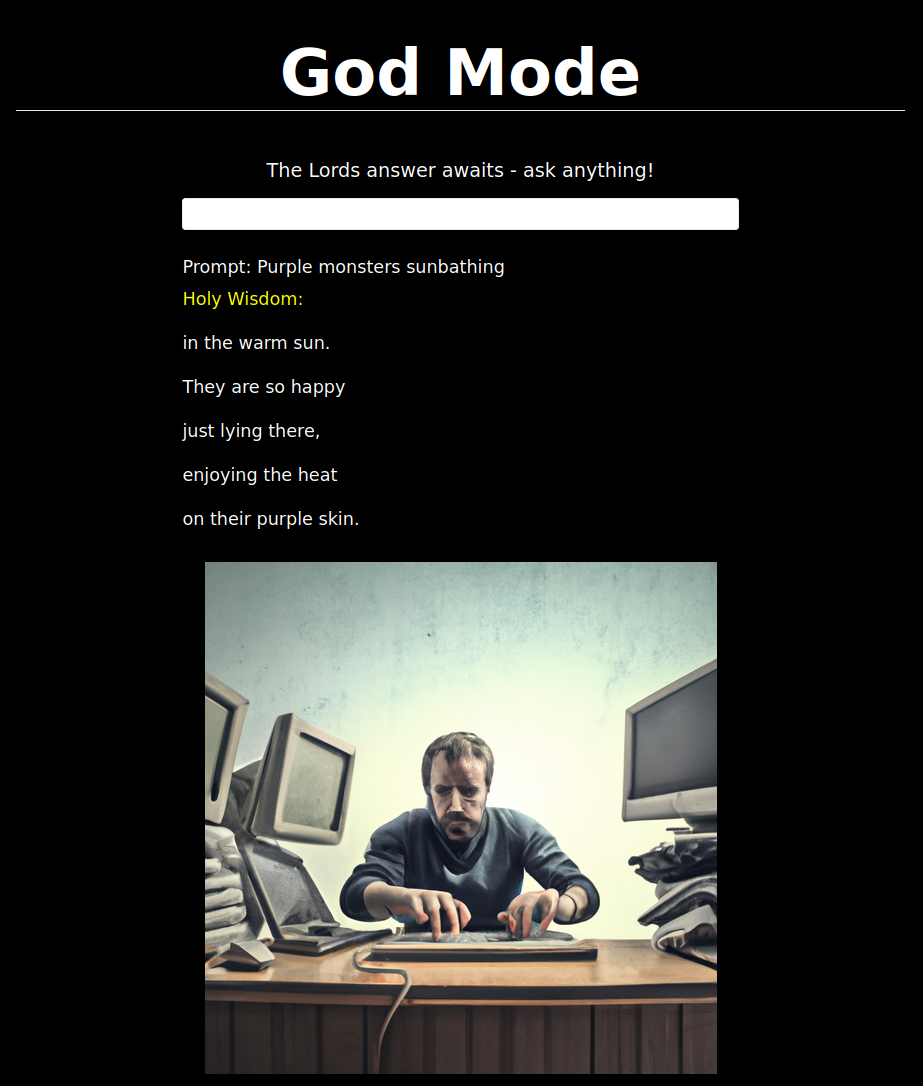 God Mode
The Lords answer awaits - ask anything!
Prompt: Purple monsters sunbathing
Holy Wisdom:
in the warm sun.
They are so happy
just lying there,
enjoying the heat
on their purple skin.